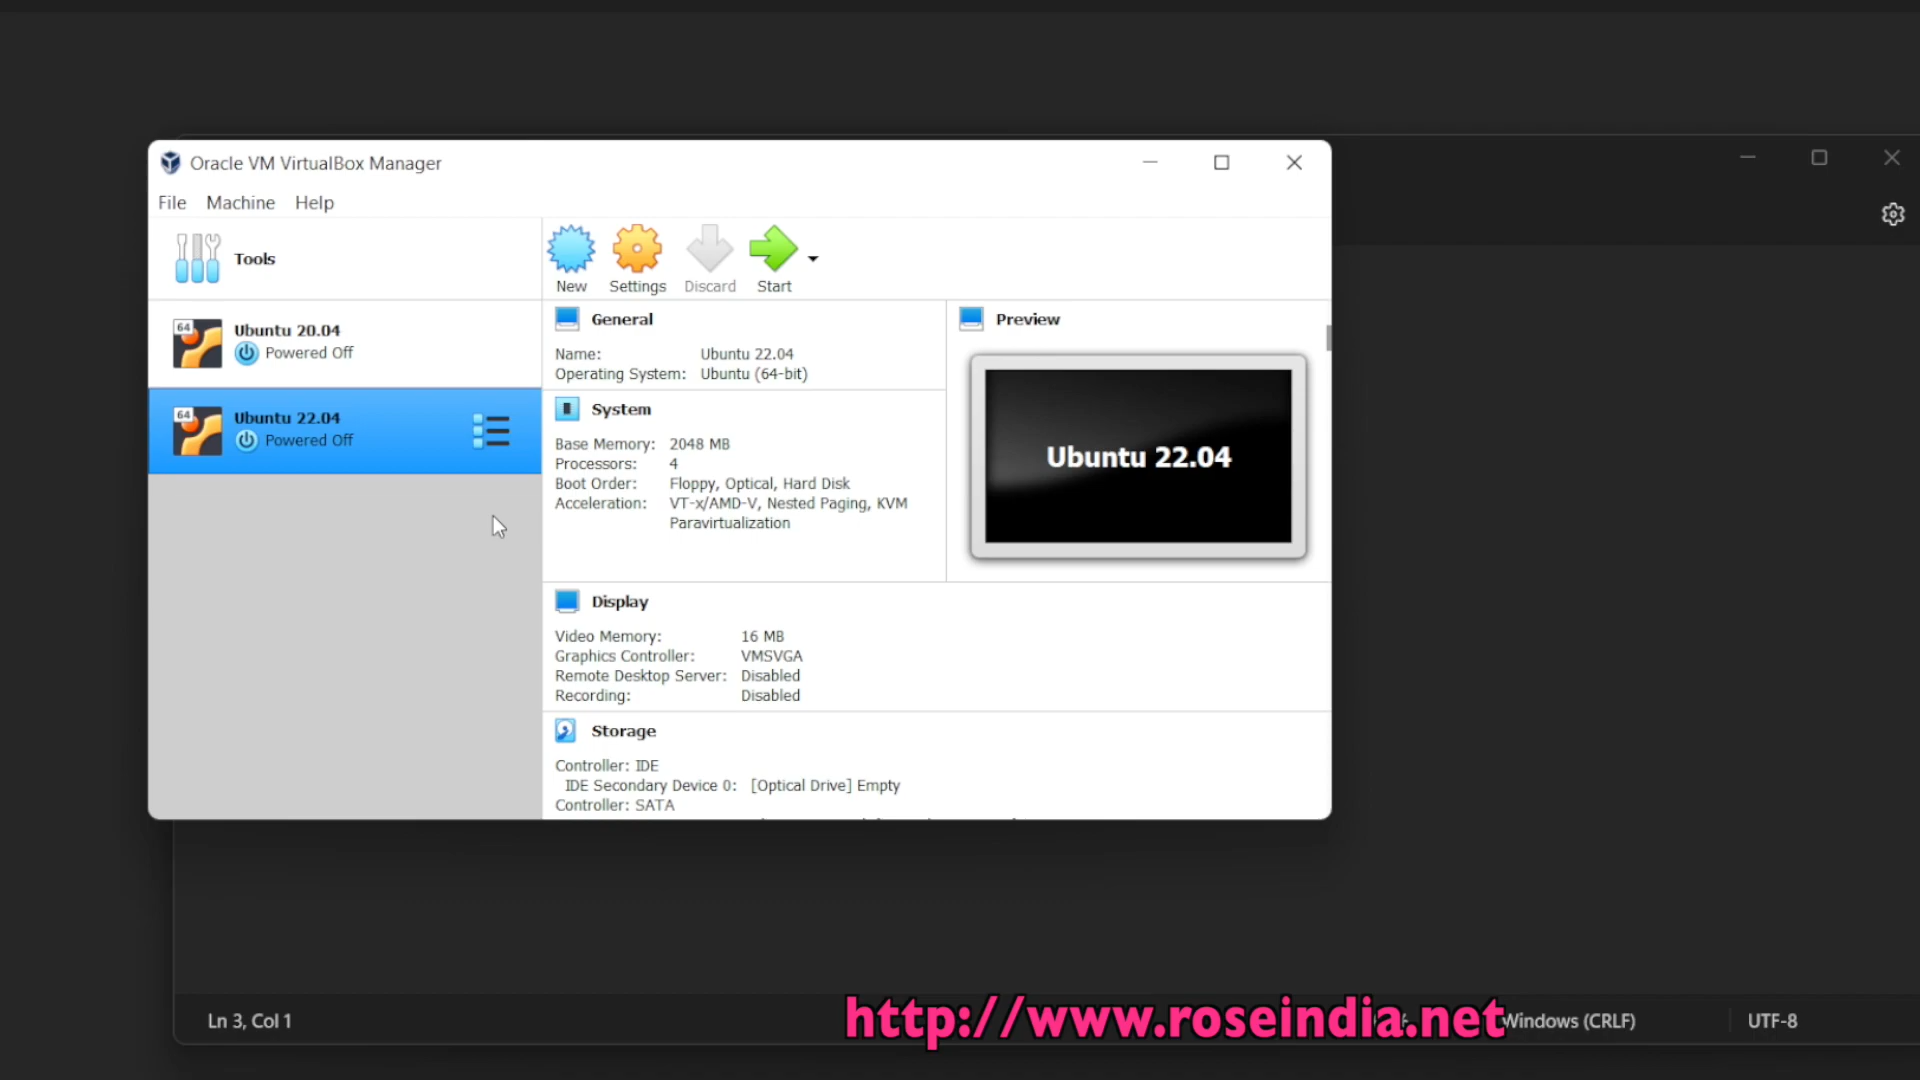 Oracle VM VirtualBox Manager
File Machine Help
Tools
New Settings Discard Start
64 Ubuntu 20.04
Powered Off
64 Ubuntu 22.04
Powered Off
General
Name: Ubuntu 22.04
Operating System: Ubuntu (64-bit)
System
Base Memory: 2048 MB
Processors: 4
Boot Order: Floppy, Optical, Hard Disk
Acceleration: VT-x/AMD-V, Nested Paging, KVM
Paravirtualization
Preview
Ubuntu 22.04
Display
Video Memory: 16 MB
Graphics Controller: VMSVGA
Remote Desktop Server: Disabled
Recording: Disabled
Storage
Controller: IDE
IDE Secondary Device 0: [Optical Drive] Empty
Controller: SATA
Ln 3, Col 1
http://www.roseindia.net
Windows (CRLF)
UTF-8